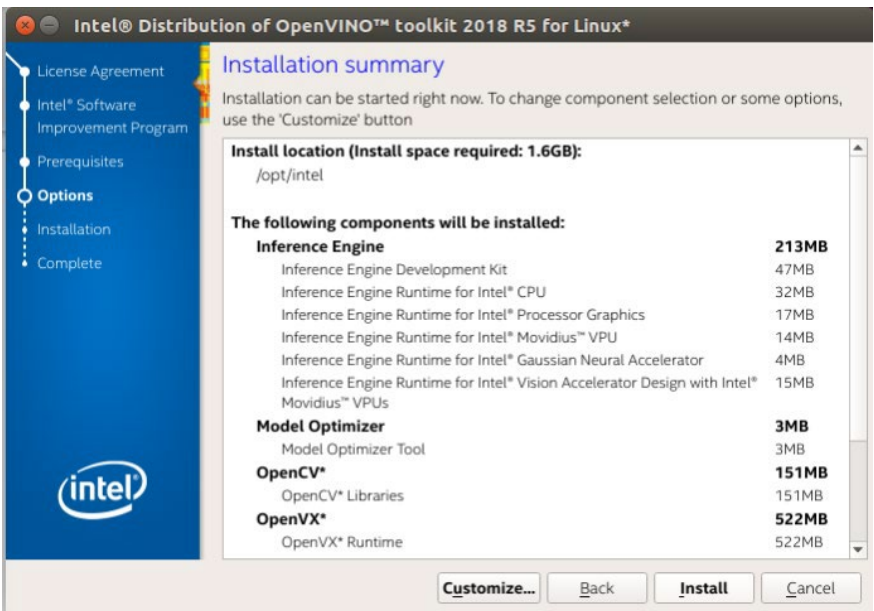 Intel® Distribution of OpenVINO™ toolkit 2018 R5 for Linux*
License Agreement
Intel® Software
Improvement Program
Prerequisites
Options
Installation
Complete
intel®
Installation summary
Installation can be started right now. To change component selection or some options,
use the 'Customize' button
Install location (Install space required: 1.6GB):
/opt/intel
The following components will be installed:
Inference Engine 213MB
Inference Engine Development Kit 47MB
Inference Engine Runtime for Intel® CPU 32MB
Inference Engine Runtime for Intel® Processor Graphics 17MB
Inference Engine Runtime for Intel® Movidius™ VPU 14MB
Inference Engine Runtime for Intel® Gaussian Neural Accelerator 4MB
Inference Engine Runtime for Intel® Vision Accelerator Design with Intel® 15MB
Movidius™ VPUs
Model Optimizer 3MB
Model Optimizer Tool 3MB
OpenCV* 151MB
OpenCV* Libraries 151MB
OpenVX* 522MB
OpenVX* Runtime 522MB
Customize... Back Install Cancel